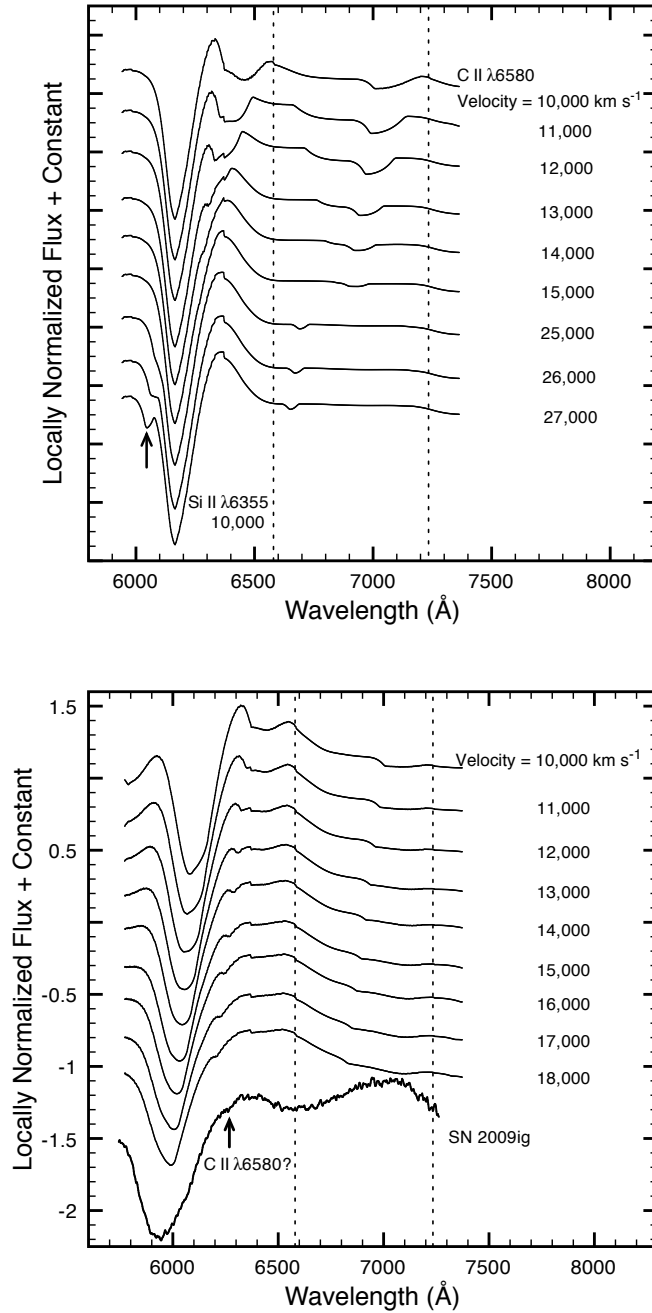 C II λ6580
Velocity = 10,000 km s⁻¹
11,000
12,000
13,000
14,000
15,000
25,000
26,000
27,000
Si II λ6355
10,000
Locally Normalized Flux + Constant
6000 6500 7000 7500 8000
Wavelength (Å)
1.5
0.5
-0.5
-1
-1.5
-2
Locally Normalized Flux + Constant
Velocity = 10,000 km s⁻¹
11,000
12,000
13,000
14,000
15,000
16,000
17,000
18,000
SN 2009ig
C II λ6580?
6000 6500 7000 7500 8000
Wavelength (Å)
1
0